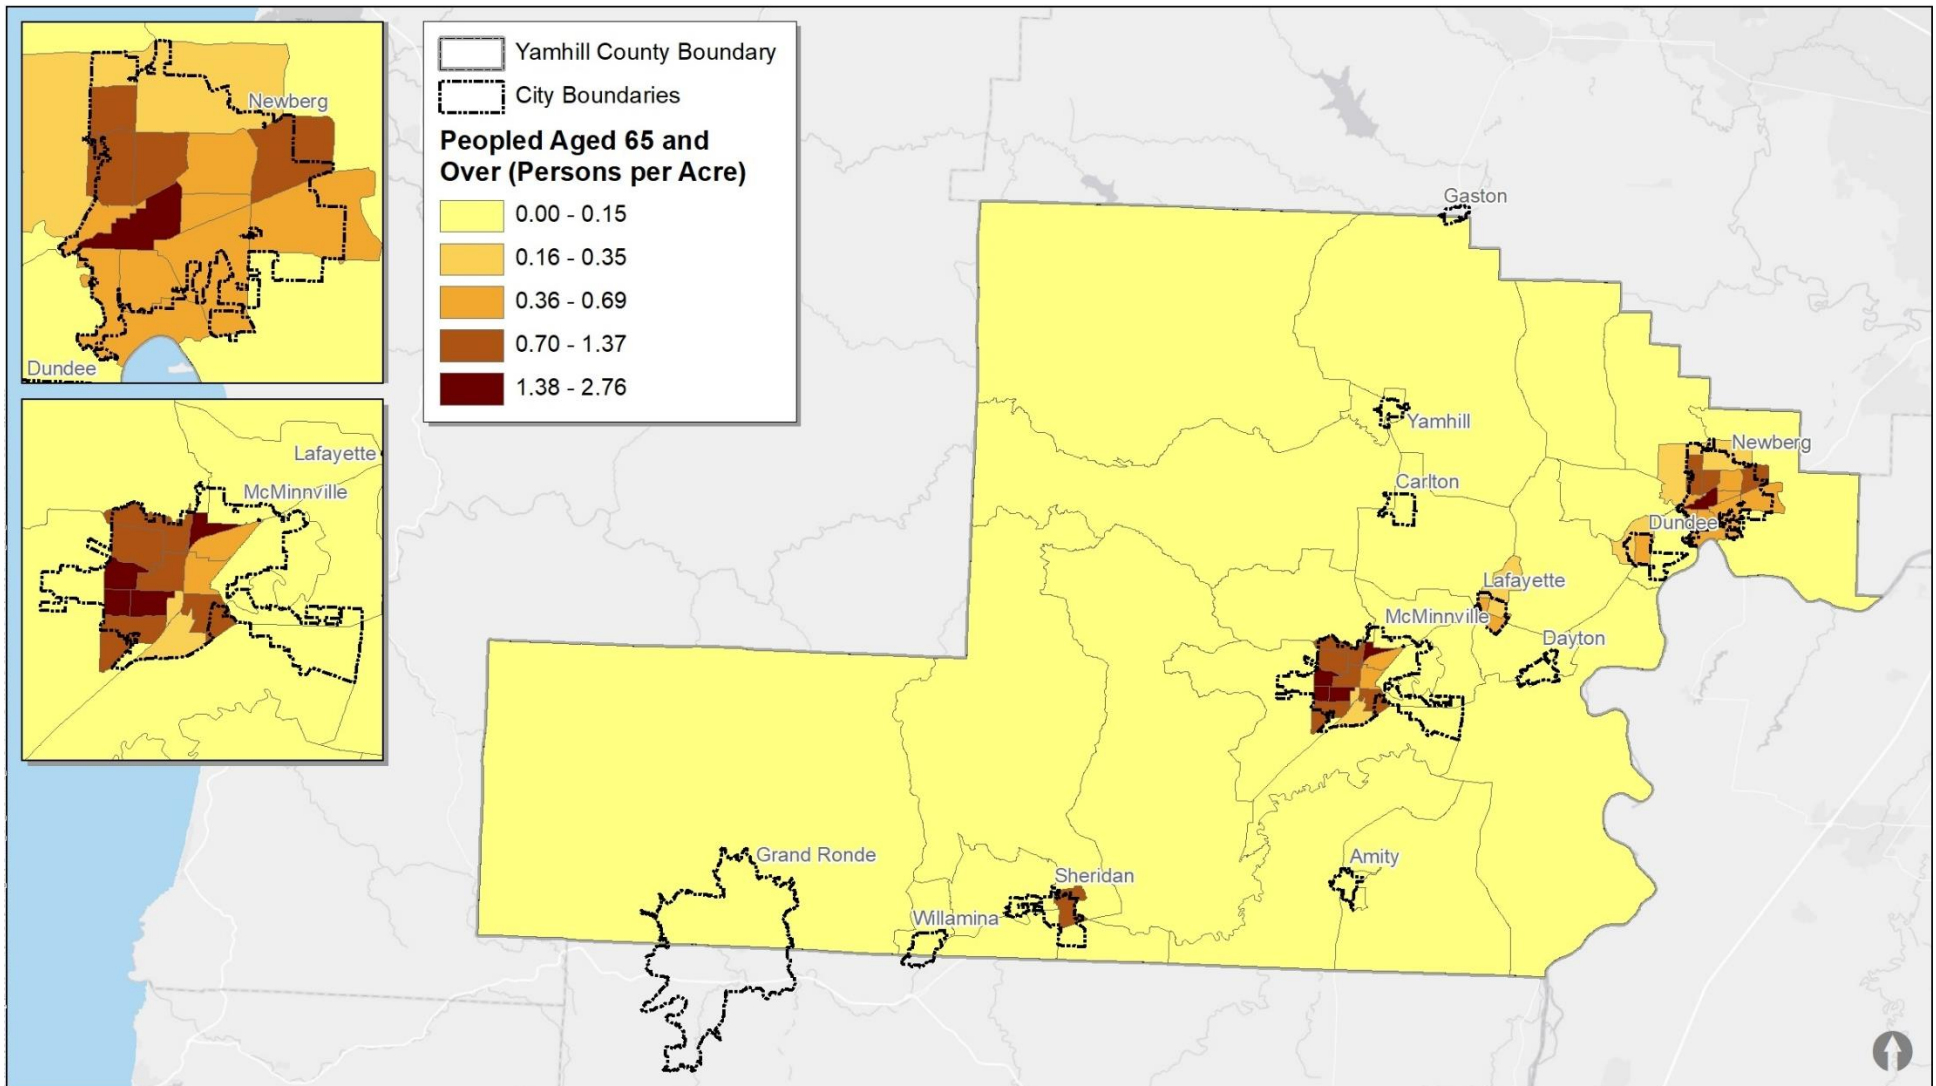 Newberg
Dundee
Lafayette
McMinnville
Yamhill County Boundary
City Boundaries
Peopled Aged 65 and
Over (Persons per Acre)
0.00 - 0.15
0.16 - 0.35
0.36 - 0.69
0.70 - 1.37
1.38 - 2.76
Gaston
Yamhill
Newberg
Carlton
Dundee
Lafayette
McMinnville
Dayton
Grand Ronde
Amity
Sheridan
Willamina